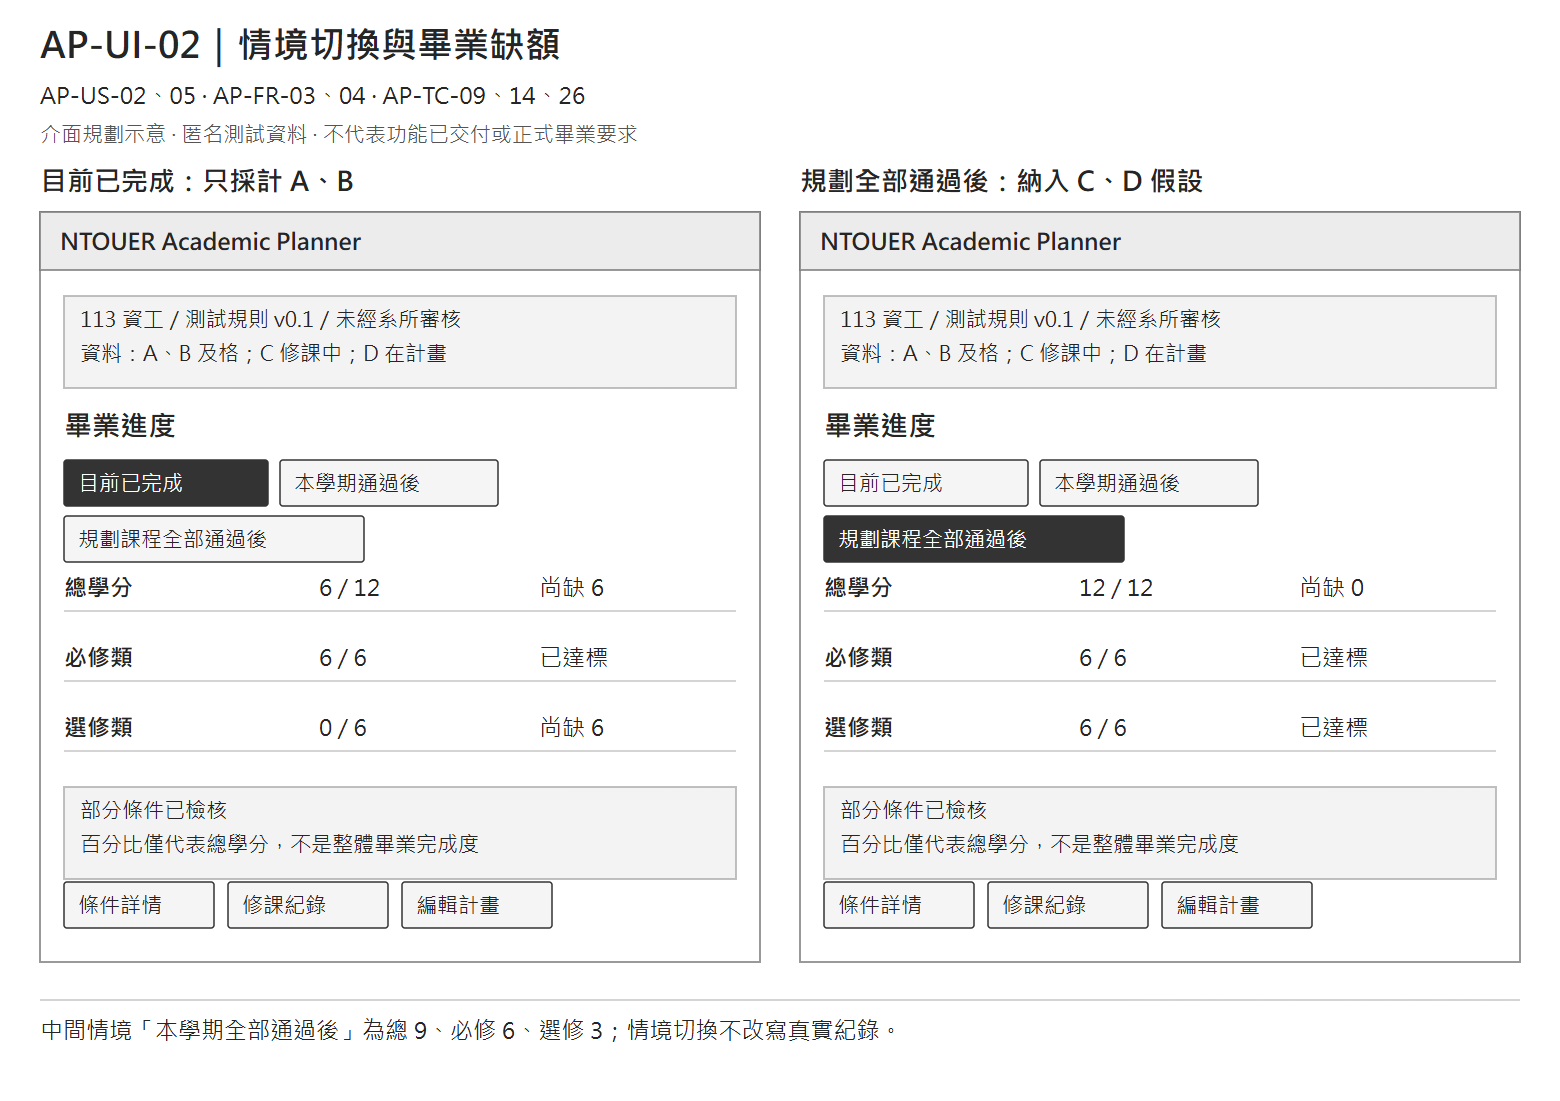 AP-UI-02｜情境切換與畢業缺額
AP-US-02、05 · AP-FR-03、04 · AP-TC-09、14、26
介面規劃示意 · 匿名測試資料 · 不代表功能已交付或正式畢業要求
目前已完成：只採計 A、B
NTOUER Academic Planner
113 資工 / 測試規則 v0.1 / 未經系所審核
資料：A、B 及格；C 修課中；D 在計畫
畢業進度
目前已完成 本學期通過後
規劃課程全部通過後
總學分 6 / 12 尚缺 6
必修類 6 / 6 已達標
選修類 0 / 6 尚缺 6
部分條件已檢核
百分比僅代表總學分，不是整體畢業完成度
條件詳情 修課紀錄 編輯計畫
規劃全部通過後：納入 C、D 假設
NTOUER Academic Planner
113 資工 / 測試規則 v0.1 / 未經系所審核
資料：A、B 及格；C 修課中；D 在計畫
畢業進度
目前已完成 本學期通過後
規劃課程全部通過後
總學分 12 / 12 尚缺 0
必修類 6 / 6 已達標
選修類 6 / 6 已達標
部分條件已檢核
百分比僅代表總學分，不是整體畢業完成度
條件詳情 修課紀錄 編輯計畫
中間情境「本學期全部通過後」為總 9、必修 6、選修 3；情境切換不改寫真實紀錄。